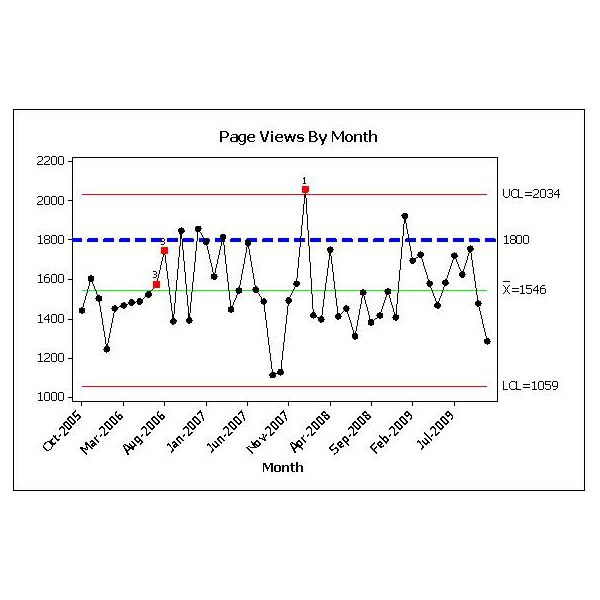 Page Views By Month
2200
2000
1800
1600
1400
1200
1000
1
3
3
UCL=2034
1800
X̄=1546
LCL=1059
Oct-2005
Mar-2006
Aug-2006
Jan-2007
Jun-2007
Nov-2007
Apr-2008
Sep-2008
Feb-2009
Jul-2009
Month